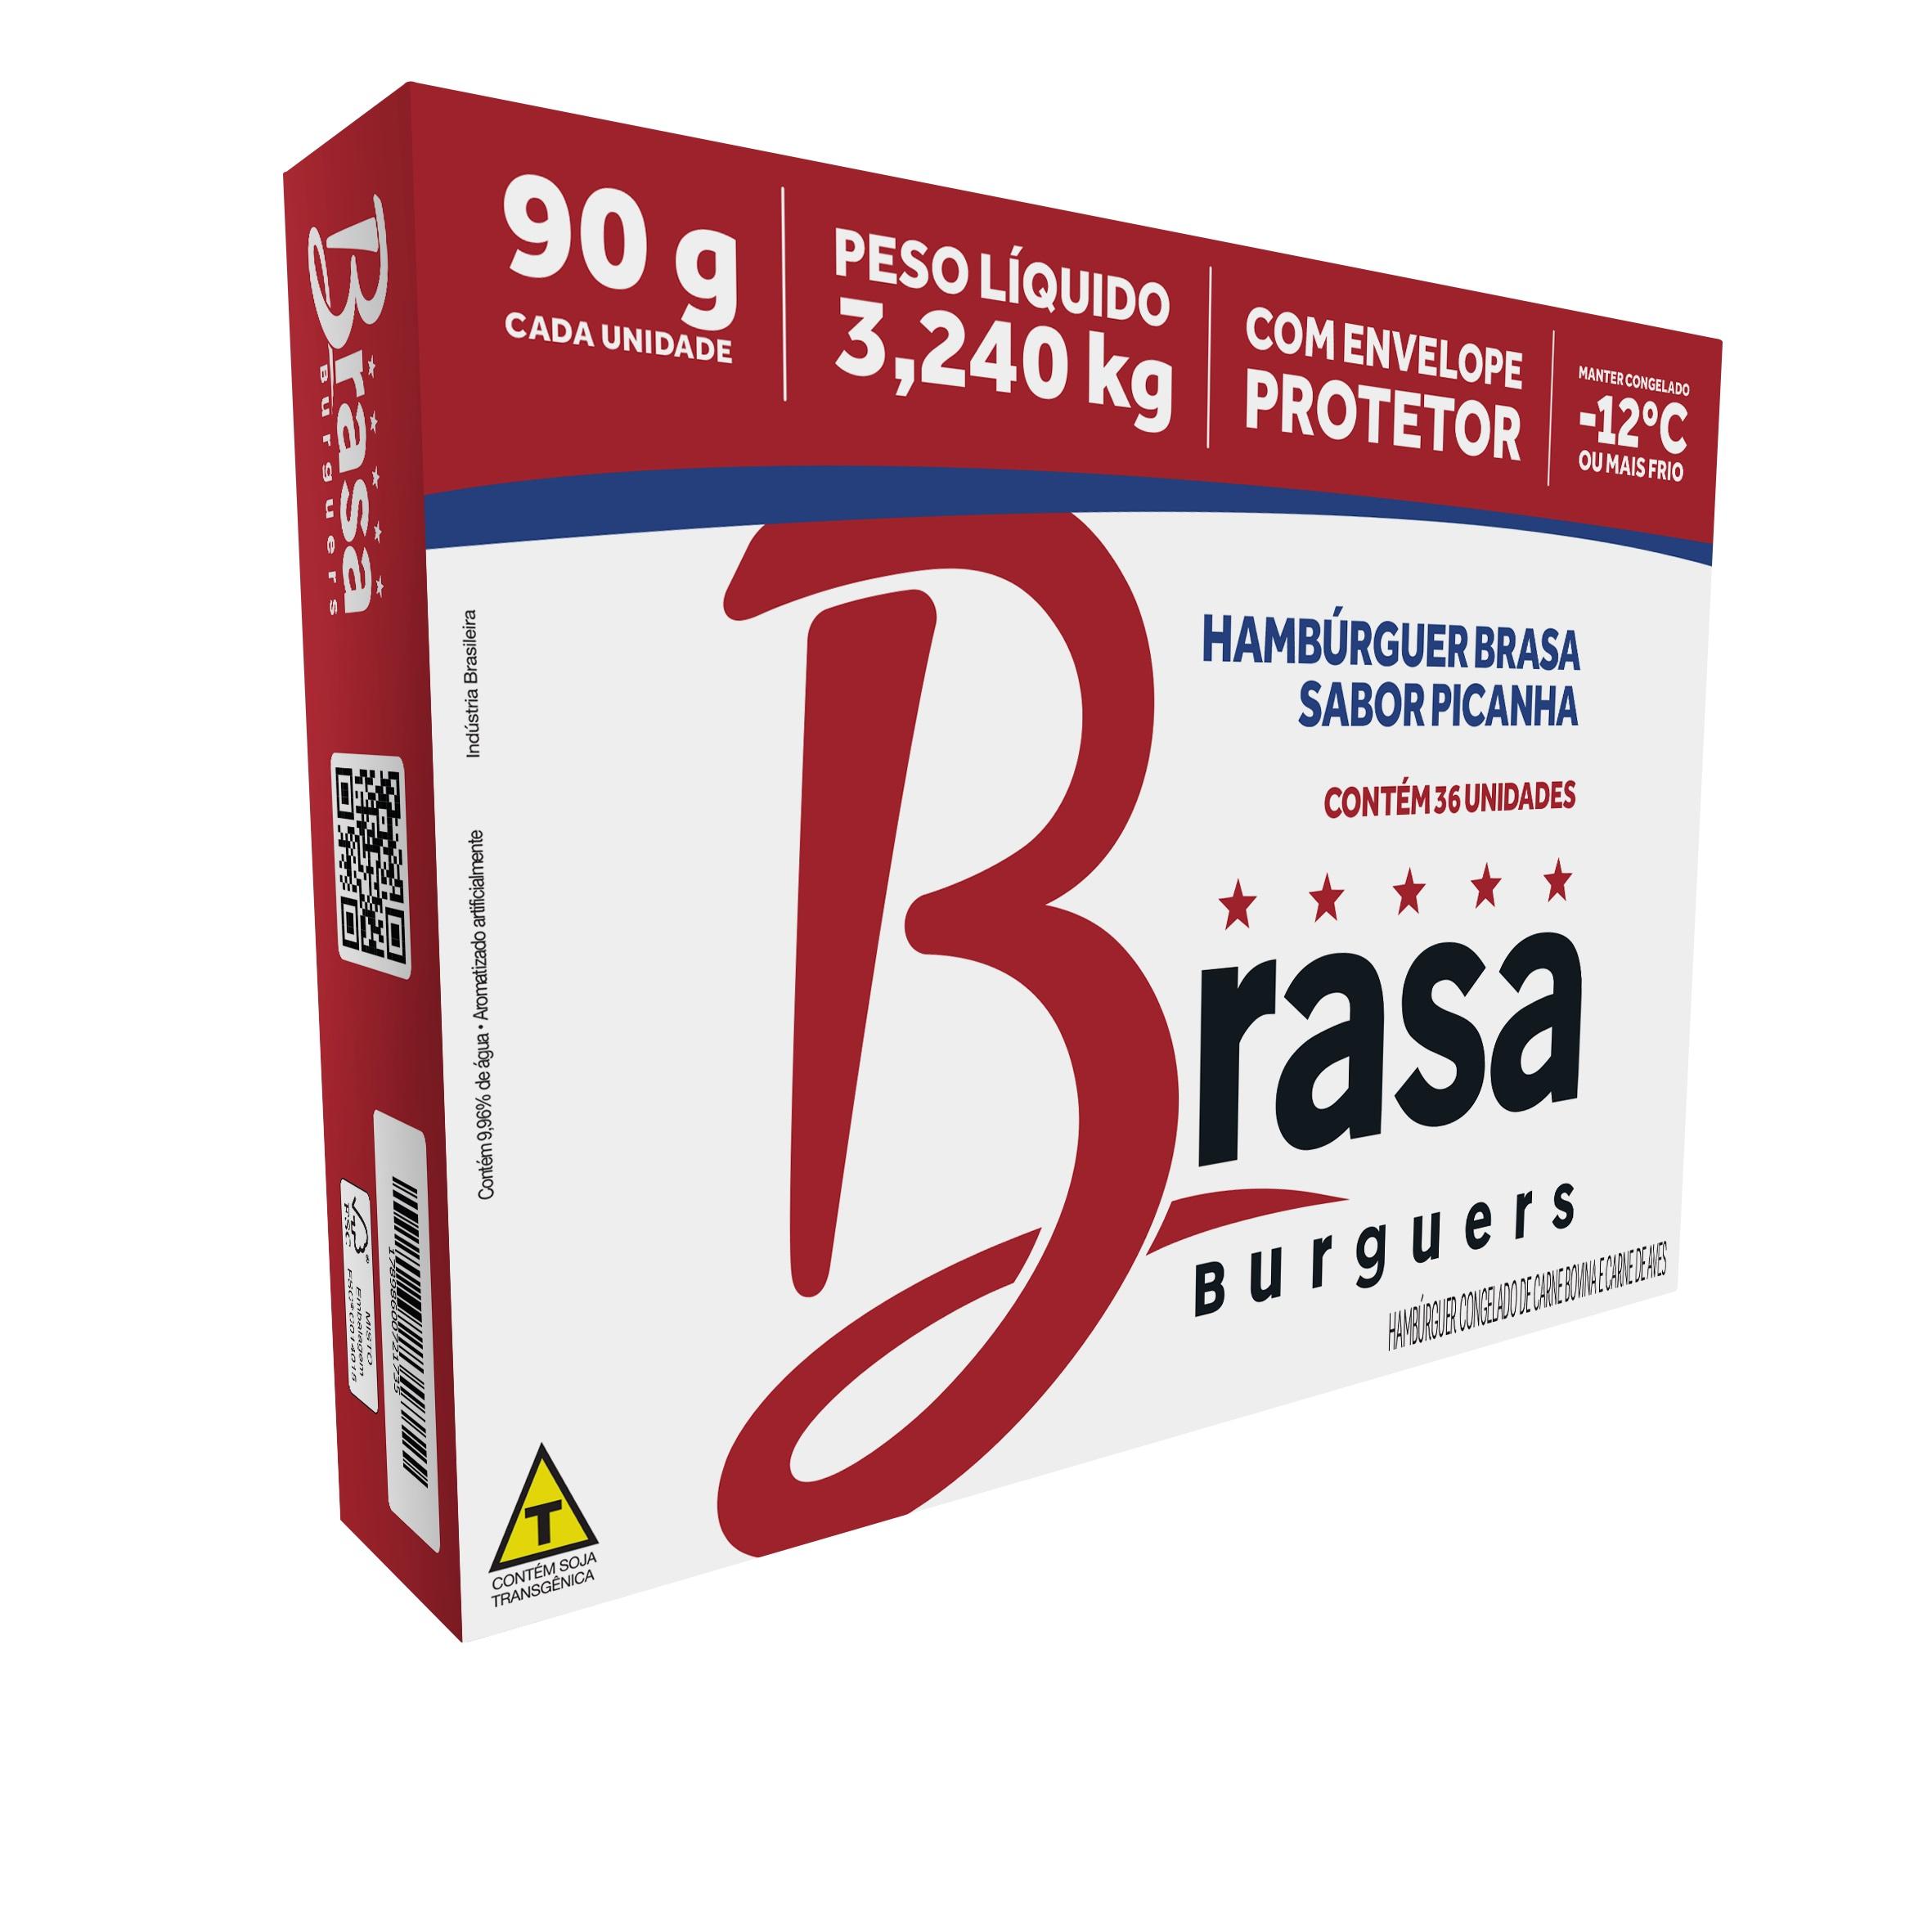 90 g
CADA UNIDADE
PESO LÍQUIDO
3,240 kg
COM ENVELOPE
PROTETOR
MANTER CONGELADO
-12°C
OU MAIS FRIO
HAMBÚRGUER BRASA
SABOR PICANHA
CONTÉM 36 UNIDADES
Brasa
Burguers
HAMBÚRGUER CONGELADO DE CARNE BOVINA E CARNE DE AVES
Indústria Brasileira
Contém 9,96% de água • Aromatizado artificialmente
T
CONTÉM SOJA
TRANSGÊNICA
Brasa
Burguers
FSC
MISTO
Embalagem